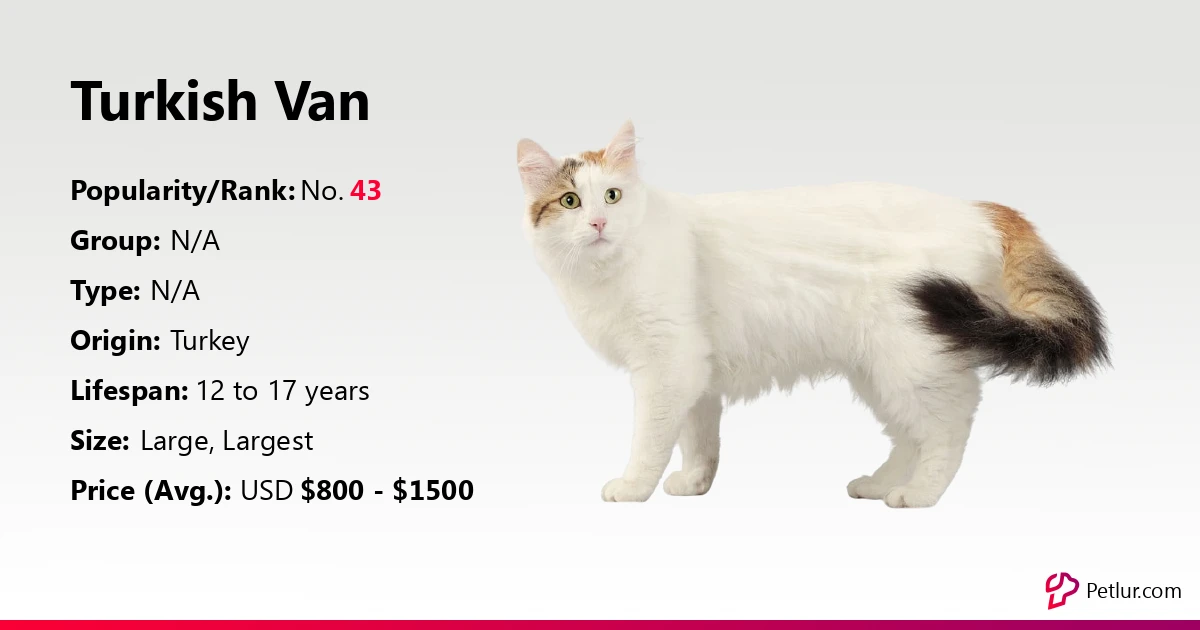 Turkish Van
Popularity/Rank: No. 43
Group: N/A
Type: N/A
Origin: Turkey
Lifespan: 12 to 17 years
Size: Large, Largest
Price (Avg.): USD $800 - $1500
Petlur.com